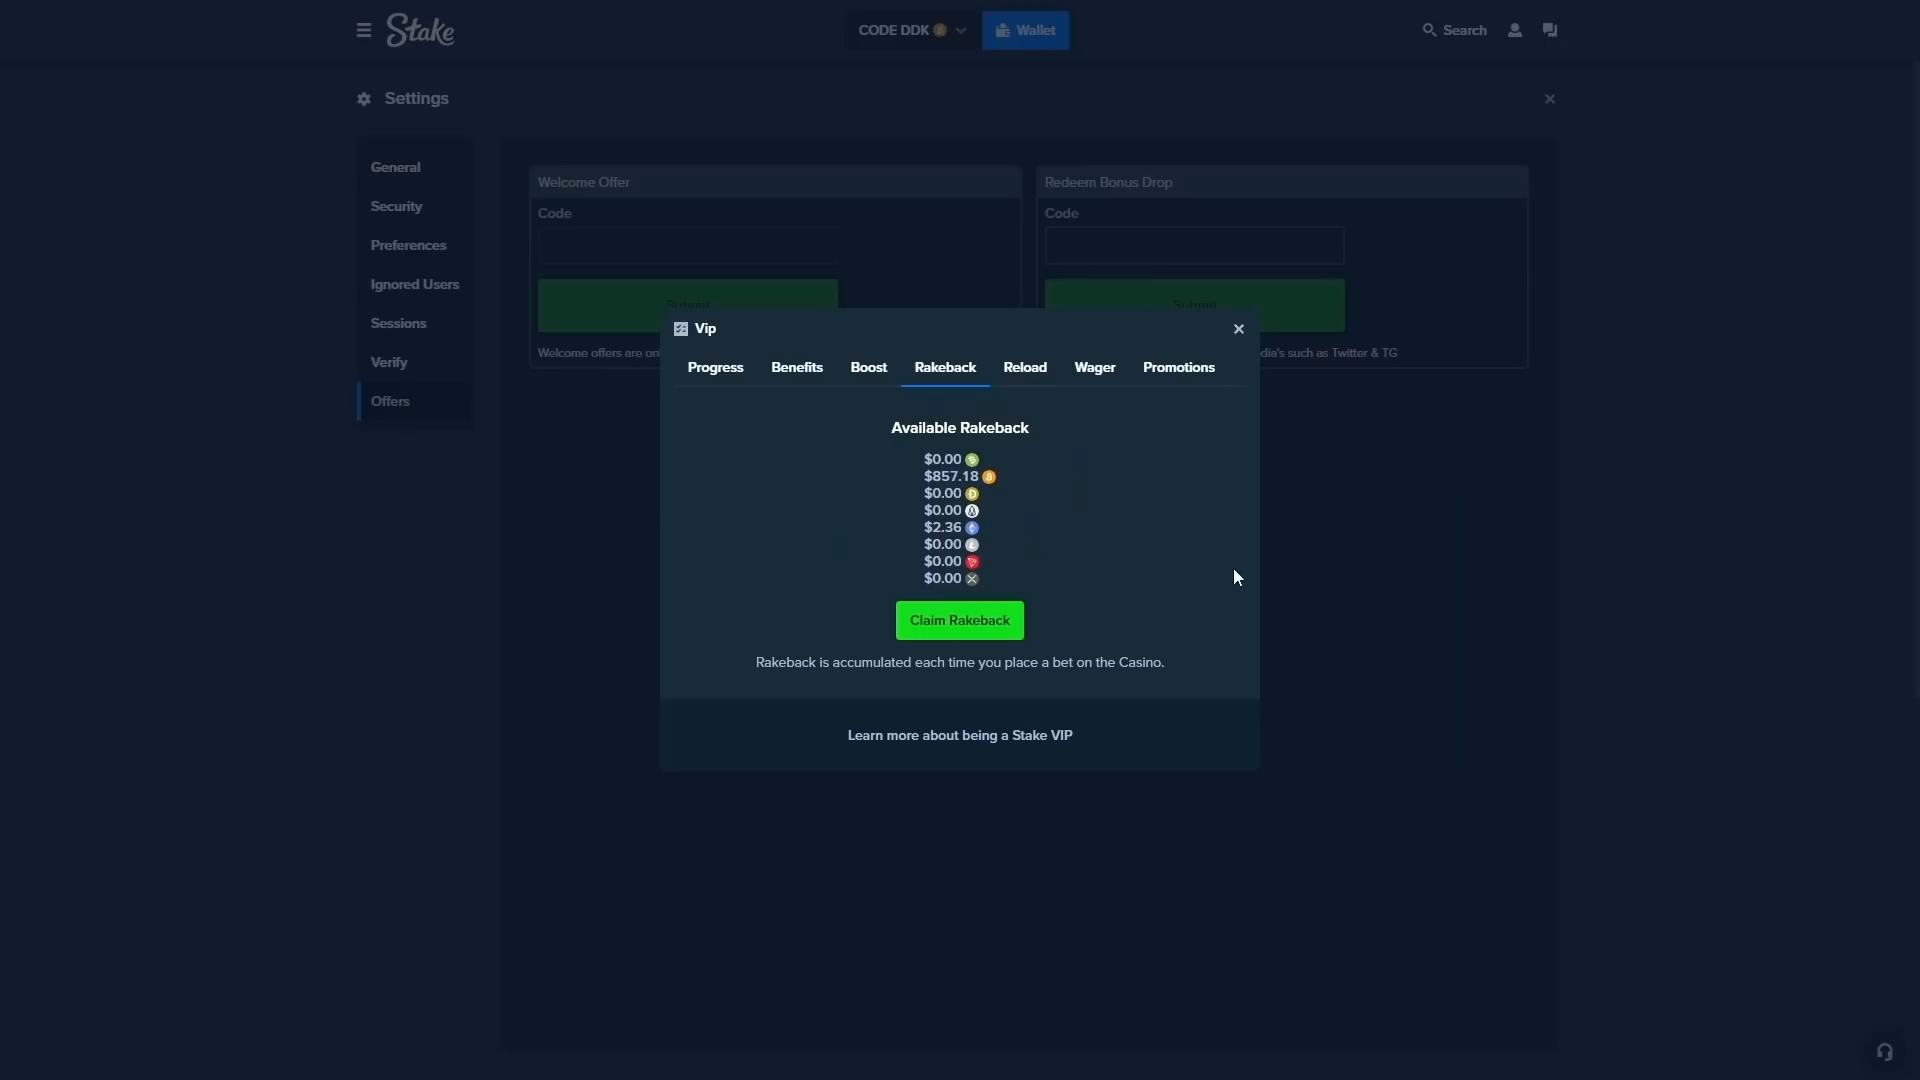 Stake
CODE DDK
Wallet
Search
Settings
General
Security
Preferences
Ignored Users
Sessions
Verify
Offers
Welcome Offer
Code
Submit
Welcome offers are on
Redeem Bonus Drop
Code
Submit
dia's such as Twitter & TG
Vip
Progress
Benefits
Boost
Rakeback
Reload
Wager
Promotions
Available Rakeback
$0.00
$857.18
$0.00
$0.00
$2.36
$0.00
$0.00
$0.00
Claim Rakeback
Rakeback is accumulated each time you place a bet on the Casino.
Learn more about being a Stake VIP